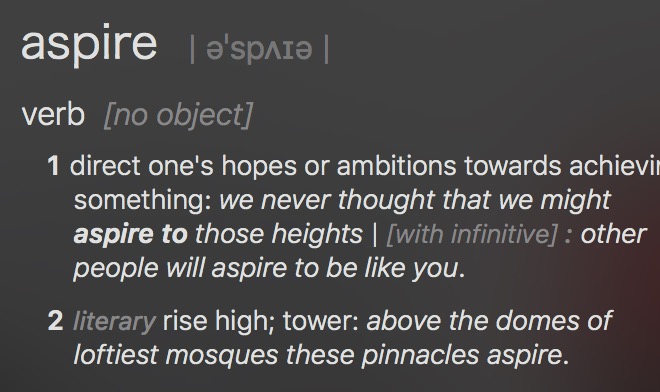 aspire | əˈspʌɪə |
verb [no object]
1 direct one's hopes or ambitions towards achievin
something: we never thought that we might
aspire to those heights | [with infinitive] : other
people will aspire to be like you.
2 literary rise high; tower: above the domes of
loftiest mosques these pinnacles aspire.